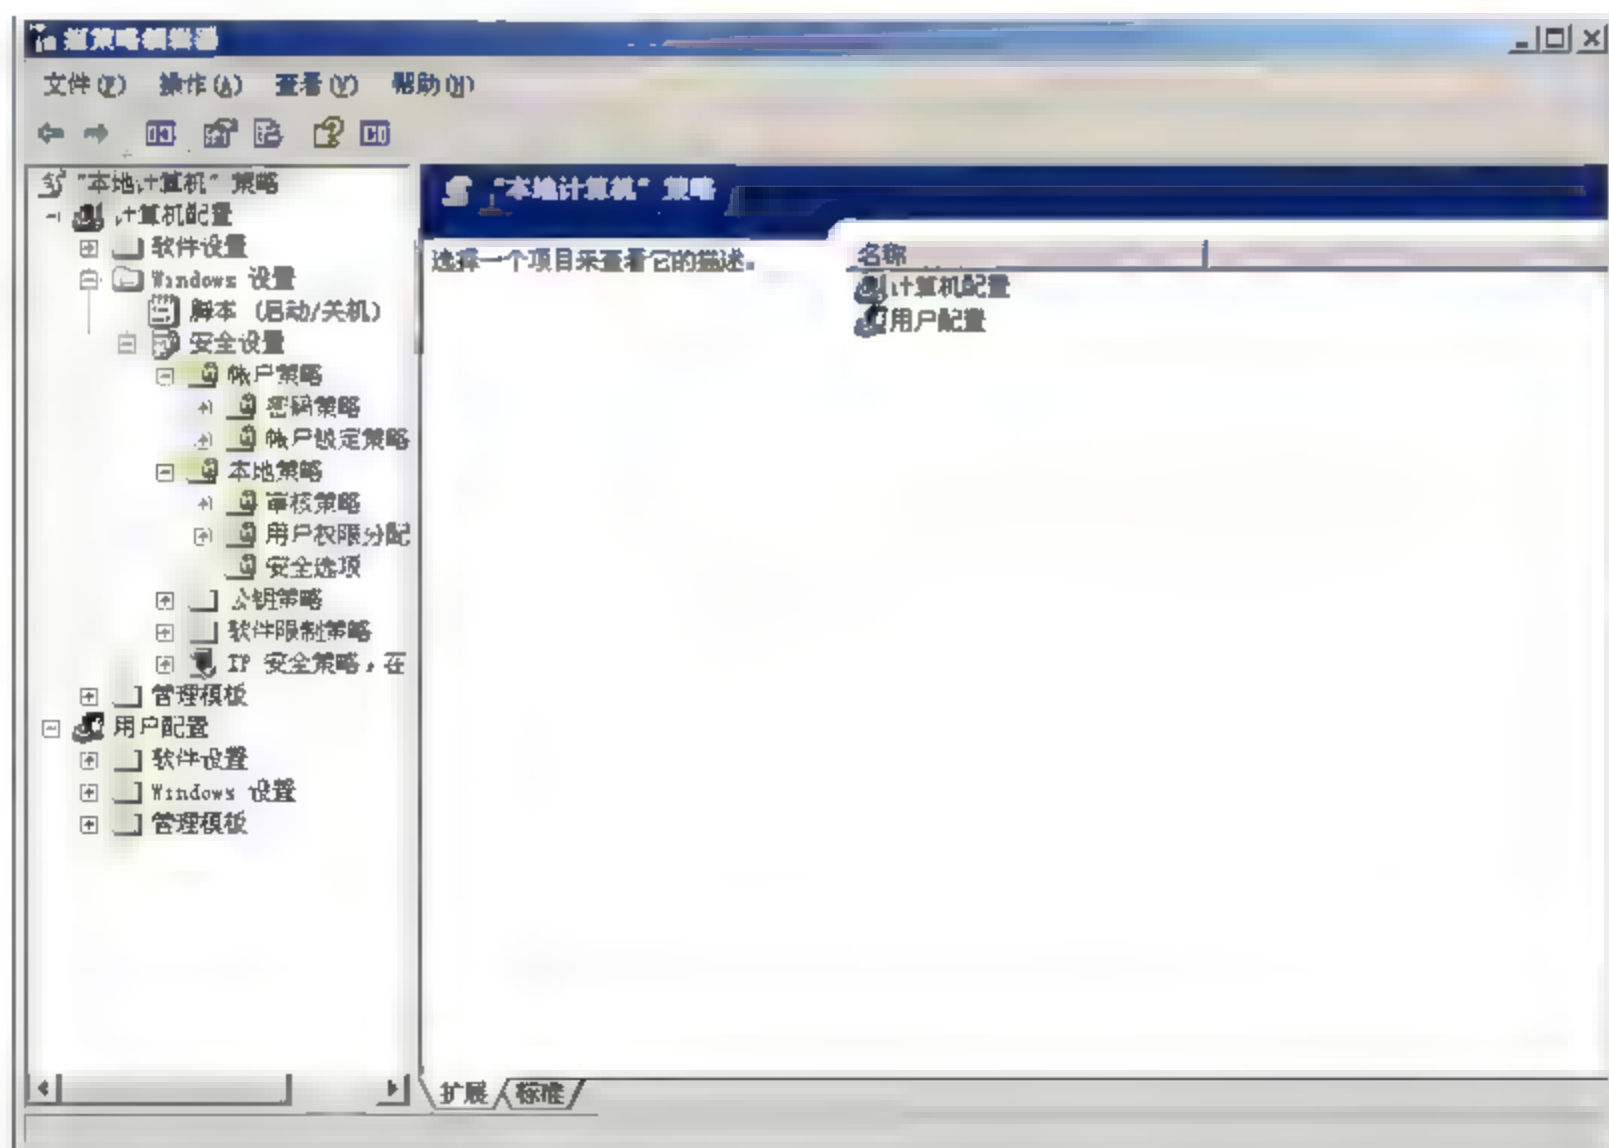 组策略编辑器
文件(F) 操作(A) 查看(V) 帮助(H)
"本地计算机" 策略
计算机配置
软件设置
Windows 设置
脚本 (启动/关机)
安全设置
帐户策略
密码策略
帐户锁定策略
本地策略
审核策略
用户权限分配
安全选项
公钥策略
软件限制策略
IP 安全策略,在
管理模板
用户配置
软件设置
Windows 设置
管理模板
"本地计算机" 策略
选择一个项目来查看它的描述。
名称
计算机配置
用户配置
扩展 标准